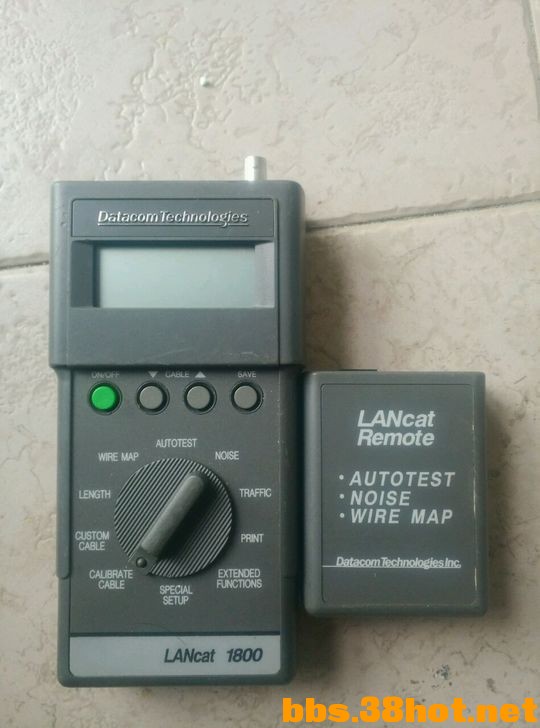 Datacom Technologies
ON/OFF ▼ CABLE ▲ SAVE
AUTOTEST
WIRE MAP
NOISE
LENGTH
TRAFFIC
CUSTOM
CABLE
PRINT
CALIBRATE
CABLE
SPECIAL
SETUP
EXTENDED
FUNCTIONS
LANcat 1800
LANcat
Remote
• AUTOTEST
• NOISE
• WIRE MAP
Datacom Technologies Inc.
bbs.38hot.net